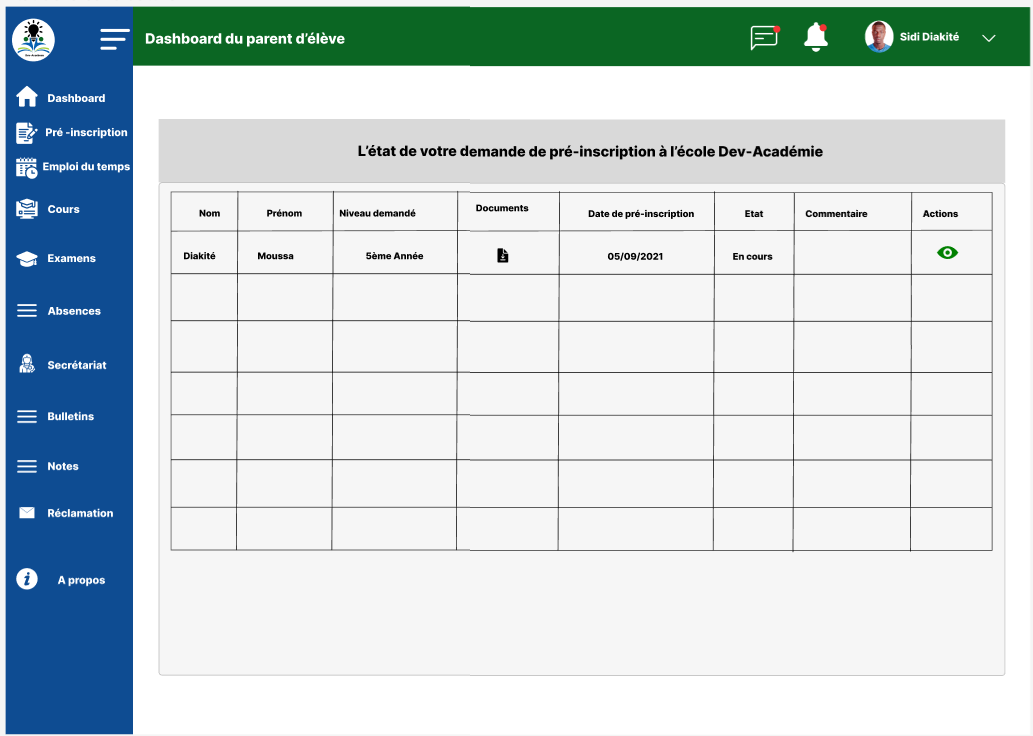 Dashboard du parent d'élève
Sidi Diakité
Dashboard
Pré -inscription
Emploi du temps
Cours
Examens
Absences
Secrétariat
Bulletins
Notes
Réclamation
A propos
L'état de votre demande de pré-inscription à l'école Dev-Académie
Nom Prénom Niveau demandé Documents Date de pré-inscription Etat Commentaire Actions
Diakité Moussa 5ème Année 05/09/2021 En cours